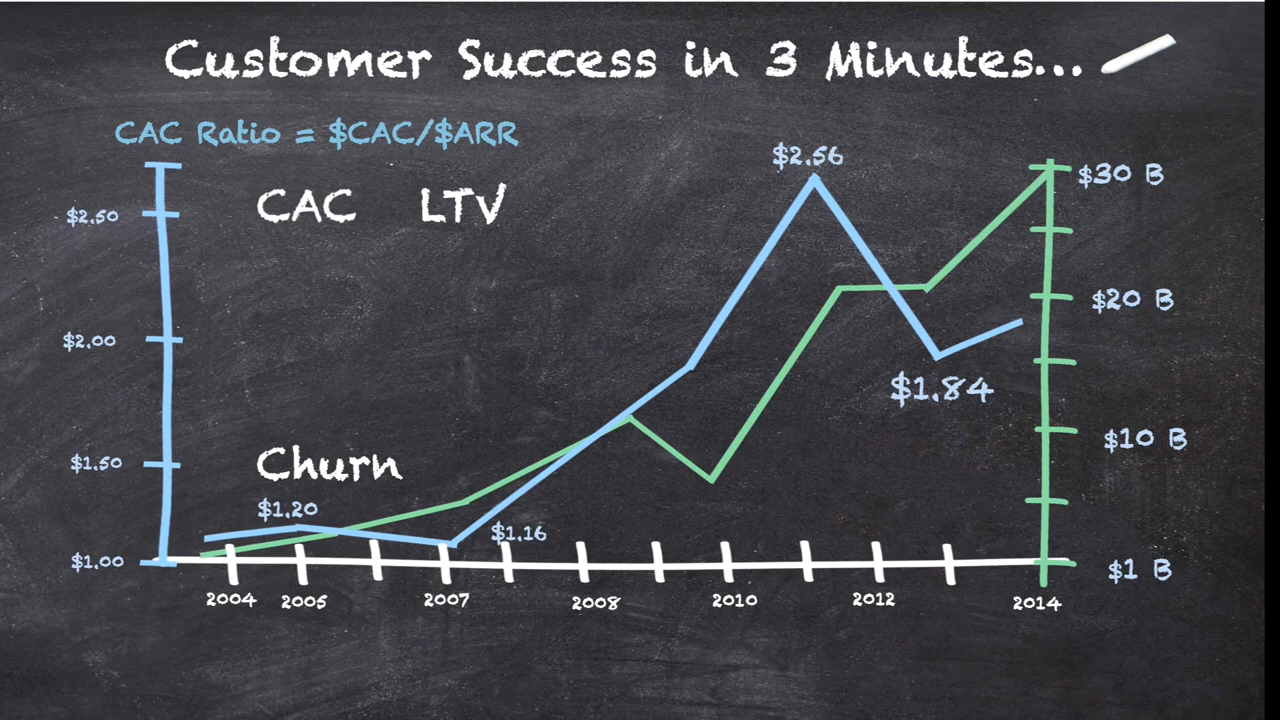 Customer Success in 3 Minutes...
CAC Ratio = $CAC/$ARR
$2.56
$30 B
CAC LTV
$2.50
$20 B
$2.00
$1.84
$10 B
Churn
$1.50
$1.20
$1.16
$1.00
$1 B
2004 2005 2007 2008 2010 2012 2014